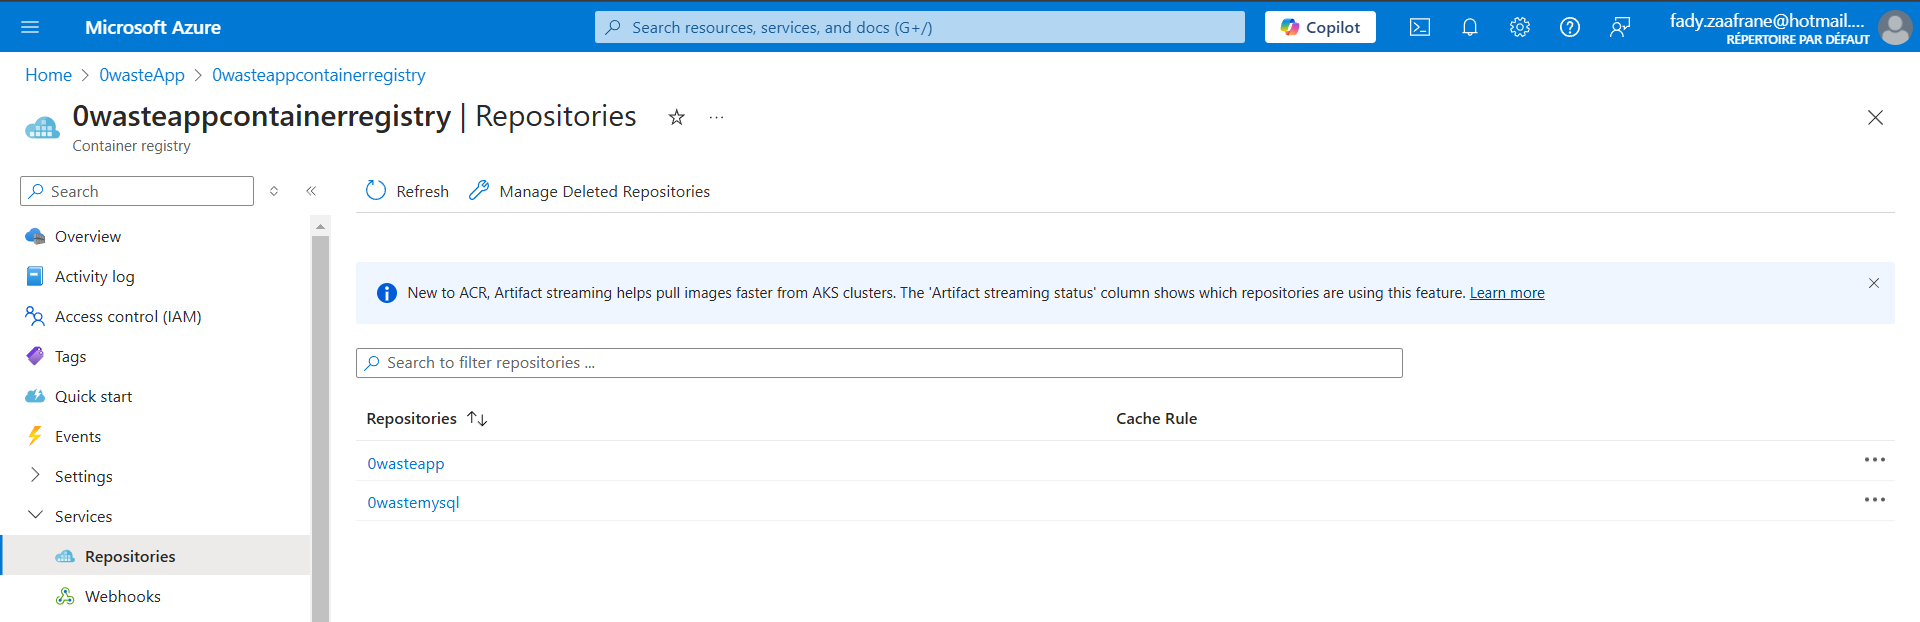 Microsoft Azure
Search resources, services, and docs (G+/)
Copilot
fady.zaafrane@hotmail....
RÉPERTOIRE PAR DÉFAUT
Home > 0wasteApp > 0wasteappcontainerregistry
0wasteappcontainerregistry | Repositories
Container registry
Search
Refresh
Manage Deleted Repositories
Overview
Activity log
Access control (IAM)
Tags
Quick start
Events
Settings
Services
Repositories
Webhooks
New to ACR, Artifact streaming helps pull images faster from AKS clusters. The 'Artifact streaming status' column shows which repositories are using this feature. Learn more
Search to filter repositories ...
Repositories
Cache Rule
0wasteapp
0wastemysql